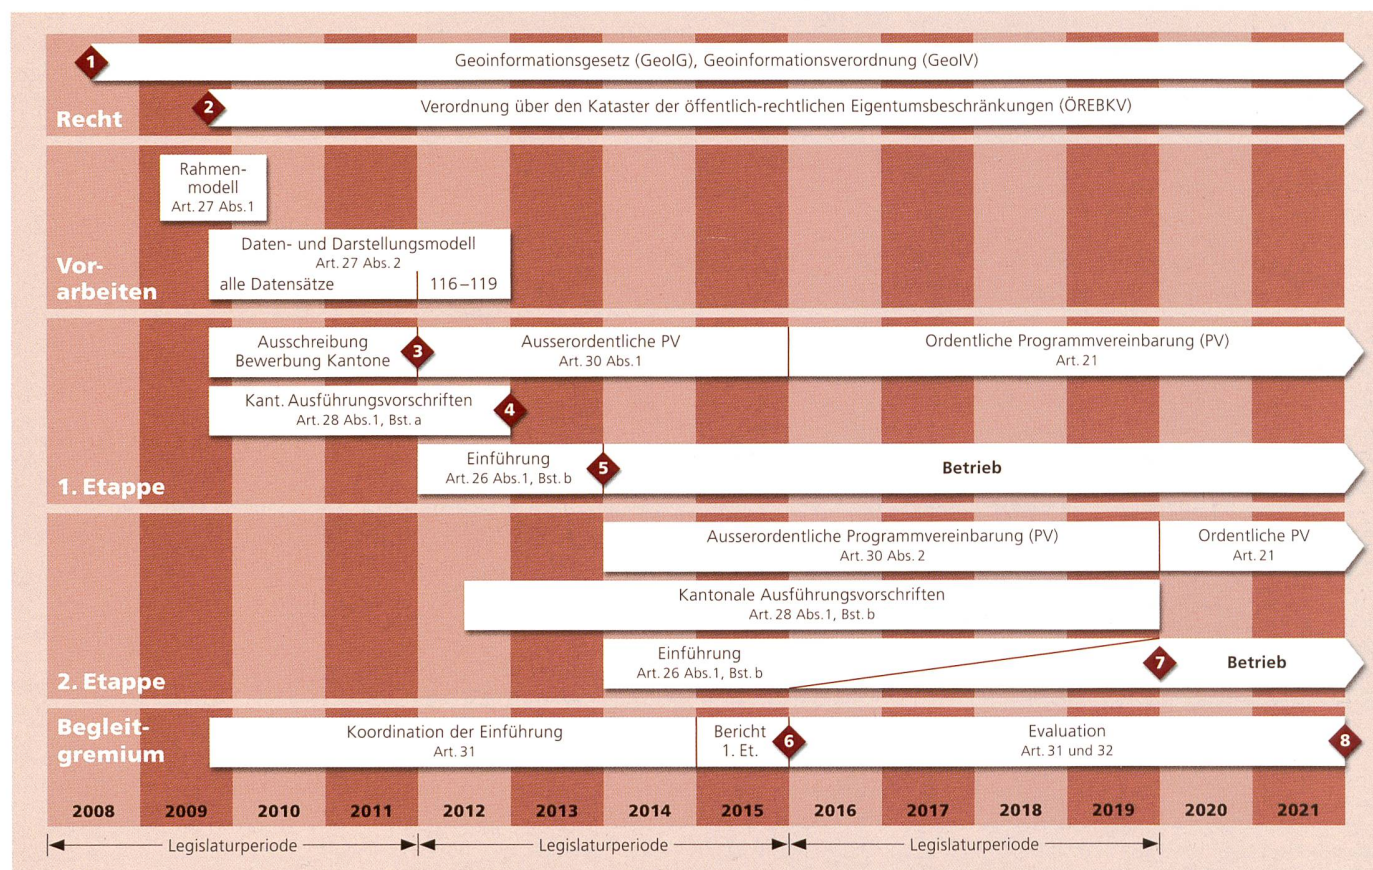 1
Geoinformationsgesetz (GeoIG), Geoinformationsverordnung (GeoIV)
2
Verordnung über den Kataster der öffentlich-rechtlichen Eigentumsbeschränkungen (ÖREBKV)
Recht
Rahmen-
modell
Art. 27 Abs.1
Daten- und Darstellungsmodell
Art. 27 Abs. 2
alle Datensätze
116–119
Vor-
arbeiten
Ausschreibung
Bewerbung Kantone
3
Ausserordentliche PV
Art. 30 Abs.1
Ordentliche Programmvereinbarung (PV)
Art. 21
Kant. Ausführungsvorschriften
Art. 28 Abs.1, Bst. a
4
Einführung
Art. 26 Abs.1, Bst. b
5
Betrieb
1. Etappe
Ausserordentliche Programmvereinbarung (PV)
Art. 30 Abs. 2
Ordentliche PV
Art. 21
Kantonale Ausführungsvorschriften
Art. 28 Abs.1, Bst. b
Einführung
Art. 26 Abs.1, Bst. b
7
Betrieb
2. Etappe
Begleit-
gremium
Koordination der Einführung
Art. 31
Bericht
1. Et.
6
Evaluation
Art. 31 und 32
8
2008 2009 2010 2011 2012 2013 2014 2015 2016 2017 2018 2019 2020 2021
Legislaturperiode Legislaturperiode Legislaturperiode